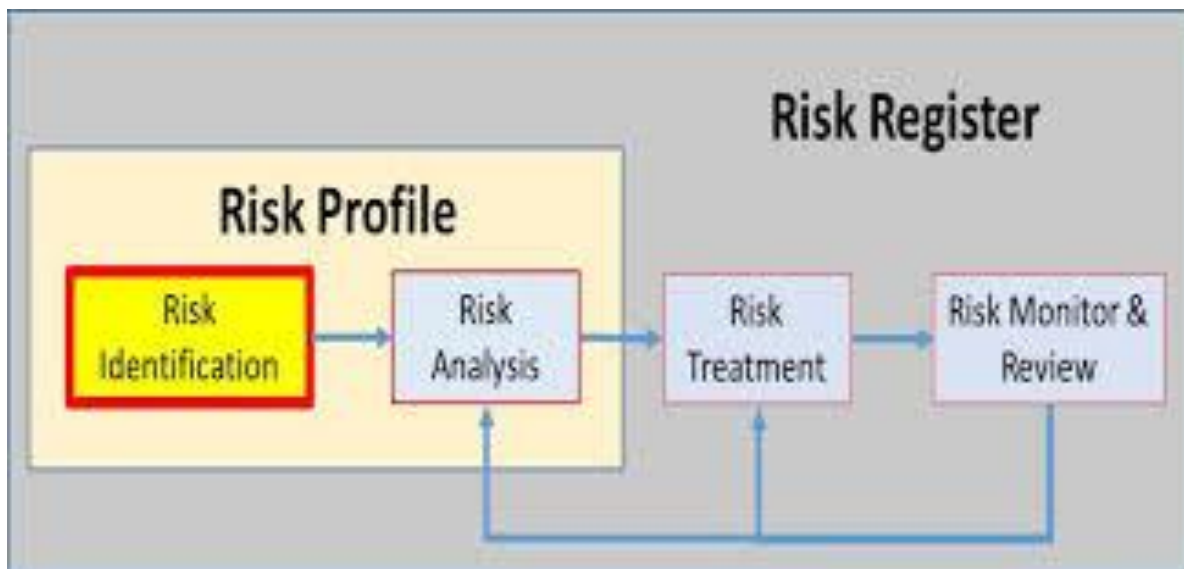 Risk Register
Risk Profile
Risk
Identification
Risk
Analysis
Risk
Treatment
Risk Monitor &
Review